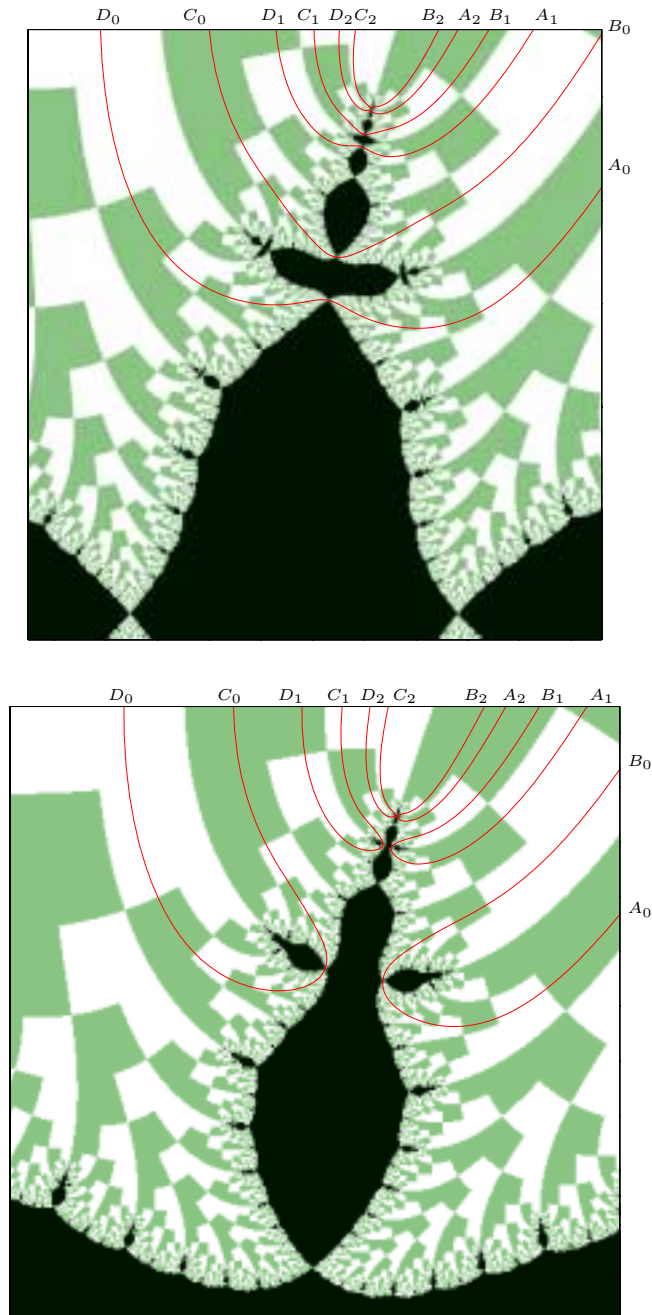 D₀ C₀ D₁ C₁ D₂ C₂ B₂ A₂ B₁ A₁
B₀
A₀
D₀ C₀ D₁ C₁ D₂ C₂ B₂ A₂ B₁ A₁
B₀
A₀